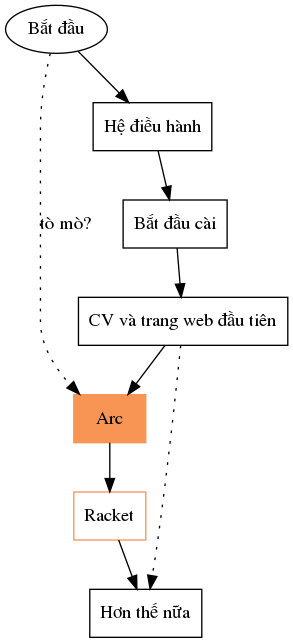 Bắt đầu
Hệ điều hành
Bắt đầu cài
tò mò?
CV và trang web đầu tiên
Arc
Racket
Hơn thế nữa